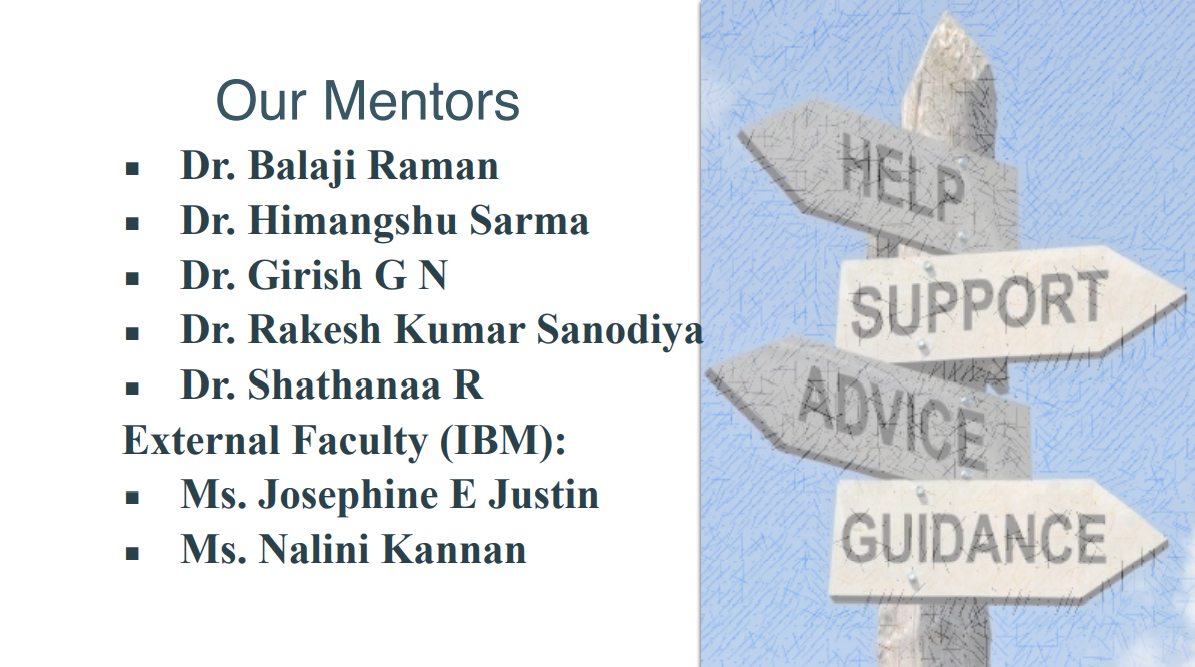 Our Mentors
▪ Dr. Balaji Raman
▪ Dr. Himangshu Sarma
▪ Dr. Girish G N
▪ Dr. Rakesh Kumar Sanodiya
▪ Dr. Shathanaa R
External Faculty (IBM):
▪ Ms. Josephine E Justin
▪ Ms. Nalini Kannan
HELP
SUPPORT
ADVICE
GUIDANCE